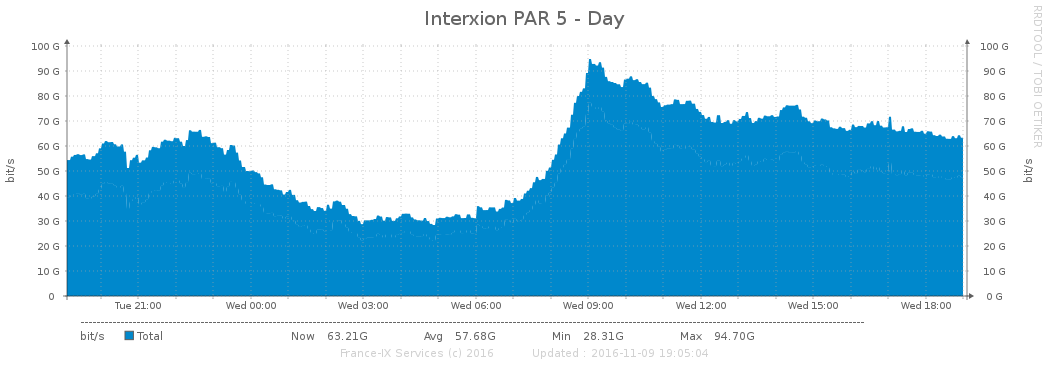 Interxion PAR 5 - Day
RRDTOOL / TOBI OETIKER
100 G 100 G
90 G 90 G
80 G 80 G
70 G 70 G
60 G 60 G
50 G 50 G
40 G 40 G
30 G 30 G
20 G 20 G
10 G 10 G
0 0 G
bit/s bit/s
Tue 21:00 Wed 00:00 Wed 03:00 Wed 06:00 Wed 09:00 Wed 12:00 Wed 15:00 Wed 18:00
bit/s Total Now 63.21G Avg 57.68G Min 28.31G Max 94.70G
France-IX Services (c) 2016 Updated : 2016-11-09 19:05:04